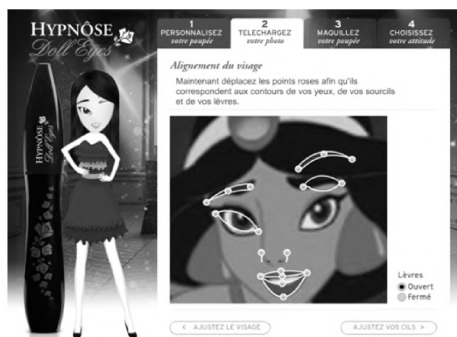 HYPNÔSE
Doll Eyes
1
PERSONNALISEZ
votre poupée
2
TELECHARGEZ
votre photo
3
MAQUILLEZ
votre poupée
4
CHOISISSEZ
votre attitude
Alignement du visage
Maintenant déplacez les points roses afin qu'ils
correspondent aux contours de vos yeux, de vos sourcils
et de vos lèvres.
HYPNÔSE
Doll Eyes
Lèvres
Ouvert
Fermé
< AJUSTEZ LE VISAGE
AJUSTEZ VOS CILS >